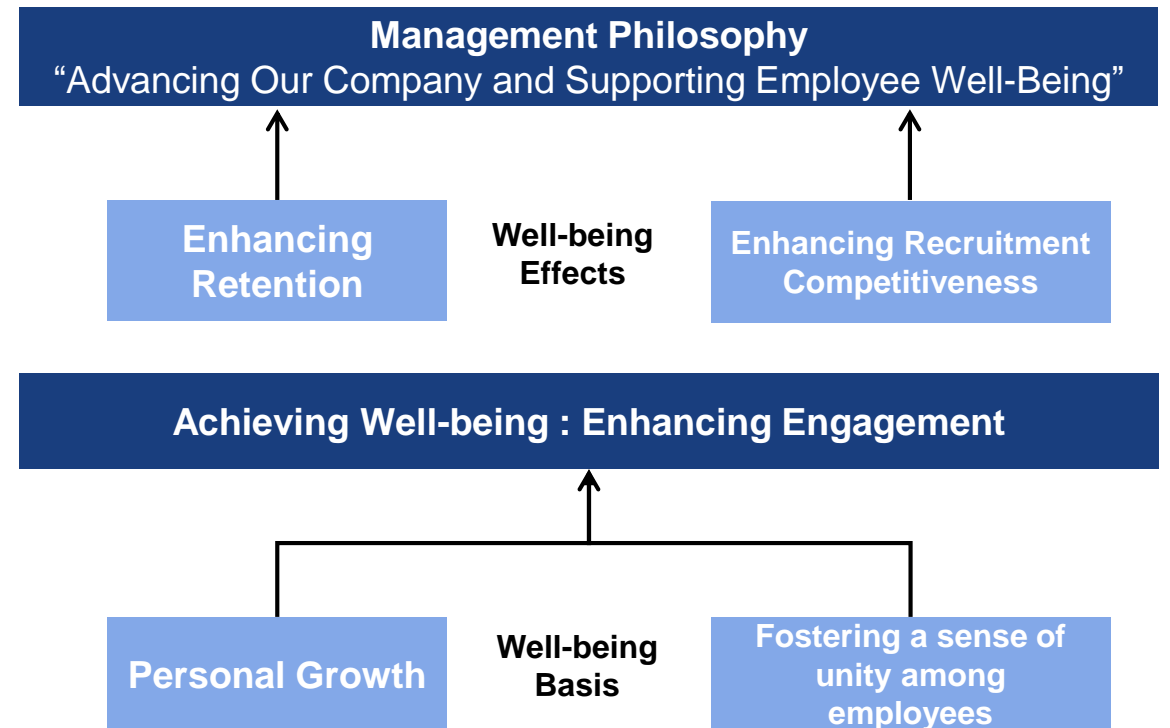 Management Philosophy
“Advancing Our Company and Supporting Employee Well-Being”
Enhancing
Retention
Well-being
Effects
Enhancing Recruitment
Competitiveness
Achieving Well-being : Enhancing Engagement
Personal Growth
Well-being
Basis
Fostering a sense of
unity among
employees